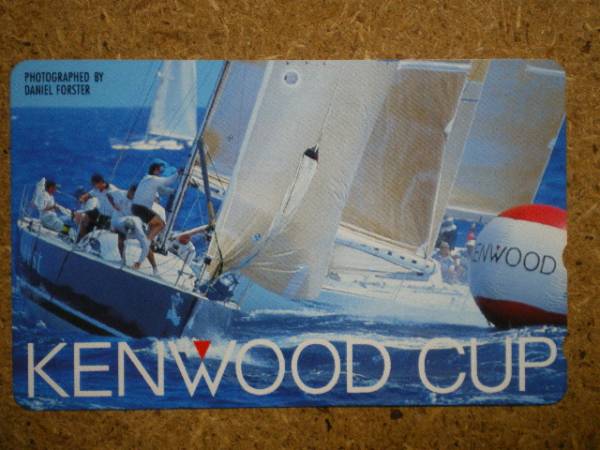 PHOTOGRAPHED BY
DANIEL FORSTER
KENWOOD
KENWOOD CUP